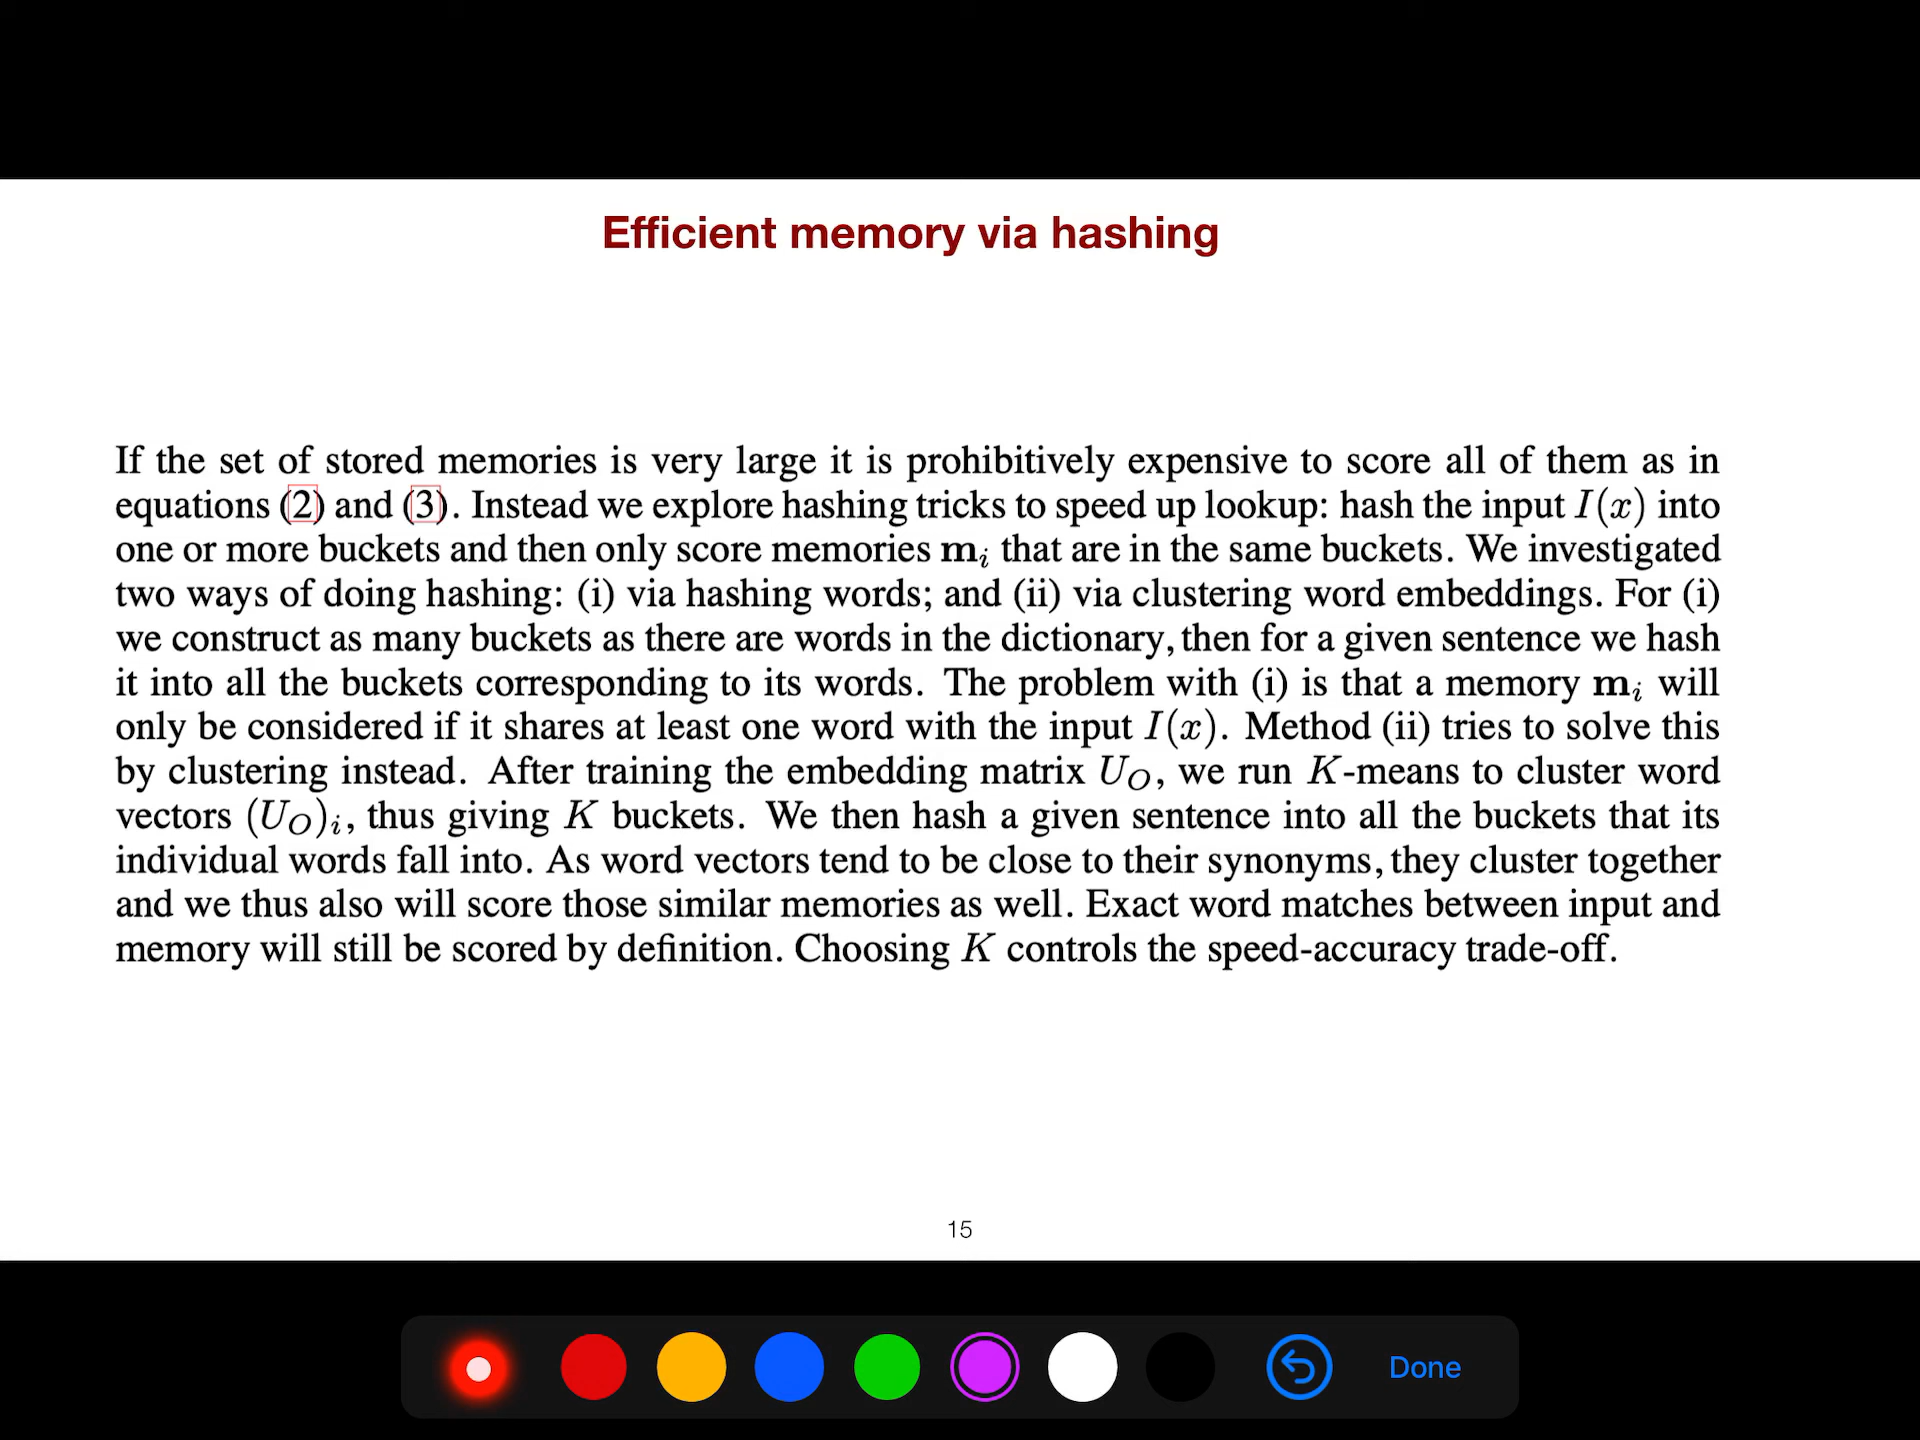 Efficient memory via hashing
If the set of stored memories is very large it is prohibitively expensive to score all of them as in
equations (2) and (3). Instead we explore hashing tricks to speed up lookup: hash the input I(x) into
one or more buckets and then only score memories mᵢ that are in the same buckets. We investigated
two ways of doing hashing: (i) via hashing words; and (ii) via clustering word embeddings. For (i)
we construct as many buckets as there are words in the dictionary, then for a given sentence we hash
it into all the buckets corresponding to its words. The problem with (i) is that a memory mᵢ will
only be considered if it shares at least one word with the input I(x). Method (ii) tries to solve this
by clustering instead. After training the embedding matrix U_O, we run K-means to cluster word
vectors (U_O)ᵢ, thus giving K buckets. We then hash a given sentence into all the buckets that its
individual words fall into. As word vectors tend to be close to their synonyms, they cluster together
and we thus also will score those similar memories as well. Exact word matches between input and
memory will still be scored by definition. Choosing K controls the speed-accuracy trade-off.
15
Done